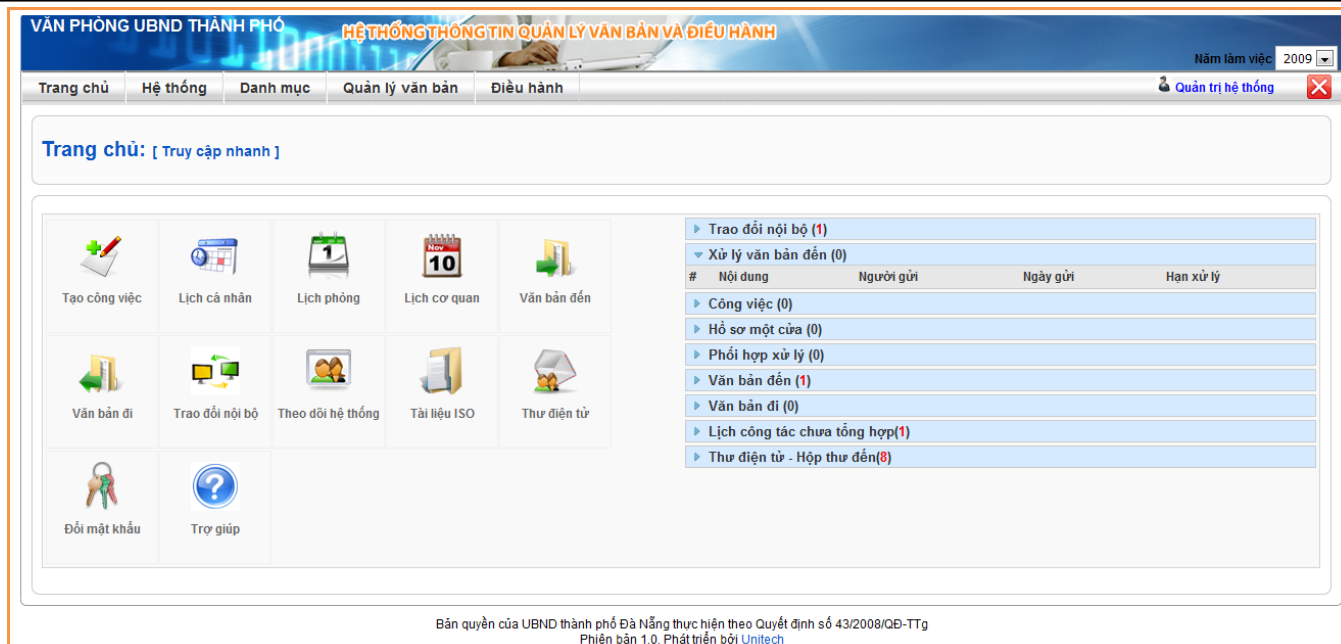 VĂN PHÒNG UBND THÀNH PHỐ
HỆ THỐNG THÔNG TIN QUẢN LÝ VĂN BẢN VÀ ĐIỀU HÀNH
Năm làm việc 2009
Trang chủ Hệ thống Danh mục Quản lý văn bản Điều hành Quản trị hệ thống
Trang chủ: [ Truy cập nhanh ]
Tạo công việc Lịch cá nhân Lịch phòng Lịch cơ quan Văn bản đến
Văn bản đi Trao đổi nội bộ Theo dõi hệ thống Tài liệu ISO Thư điện tử
Đổi mật khẩu Trợ giúp
1
Nov
10
Trao đổi nội bộ (1)
Xử lý văn bản đến (0)
# Nội dung Người gửi Ngày gửi Hạn xử lý
Công việc (0)
Hồ sơ một cửa (0)
Phối hợp xử lý (0)
Văn bản đến (1)
Văn bản đi (0)
Lịch công tác chưa tổng hợp(1)
Thư điện tử - Hộp thư đến(8)
Bản quyền của UBND thành phố Đà Nẵng thực hiện theo Quyết định số 43/2008/QĐ-TTg
Phiên bản 1.0. Phát triển bởi Unitech